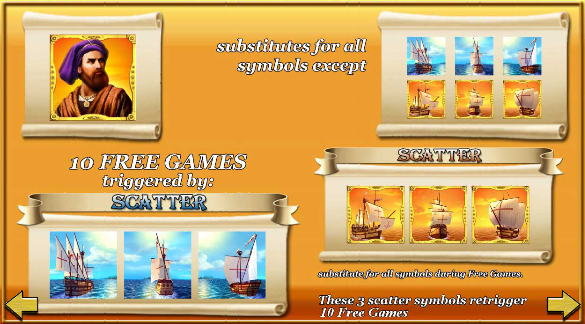 substitutes for all
symbols except
10 FREE GAMES
triggered by:
SCATTER
SCATTER
substitute for all symbols during Free Games.
These 3 scatter symbols retrigger
10 Free Games